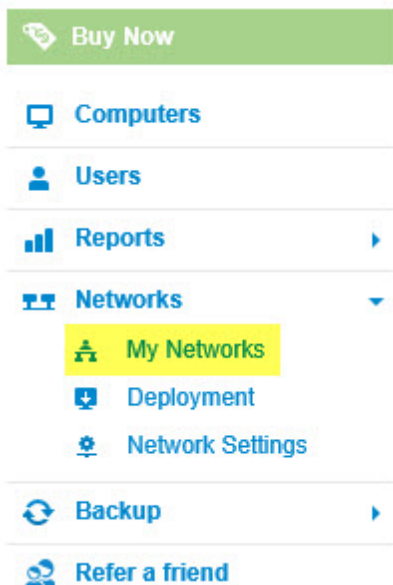 Buy Now
Computers
Users
Reports
Networks
My Networks
Deployment
Network Settings
Backup
Refer a friend